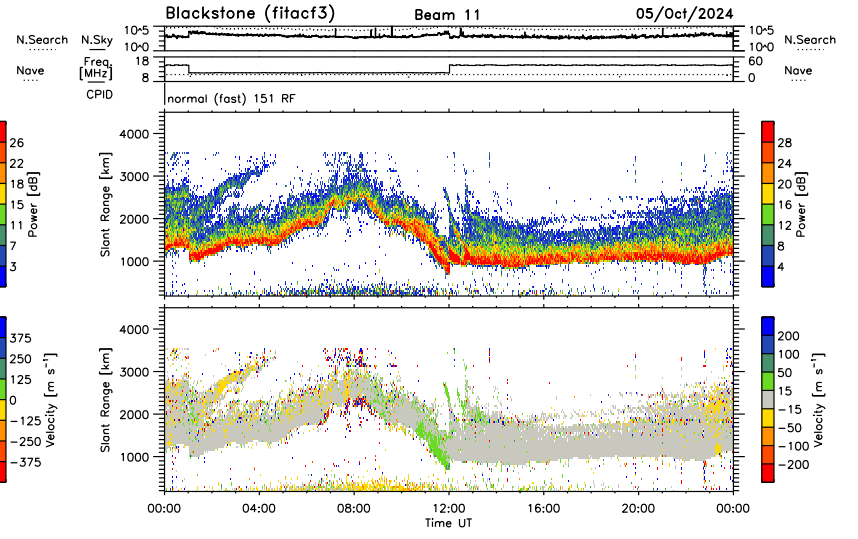 Blackstone (fitacf3) Beam 11 05/Oct/2024
N.Search N.Sky 10^5 10^0 10^5 10^0 N.Search
Nave Freq. [MHz] 18 8 60 0 Nave
CPID normal (fast) 151 RF
26 22 18 15 11 7 3 Power [dB]
Slant Range [km] 4000 3000 2000 1000
28 24 20 16 12 8 4 Power [dB]
375 250 125 0 -125 -250 -375 Velocity [m s⁻¹]
Slant Range [km] 4000 3000 2000 1000
200 100 50 15 -15 -50 -100 -200 Velocity [m s⁻¹]
00:00 04:00 08:00 12:00 16:00 20:00 00:00
Time UT